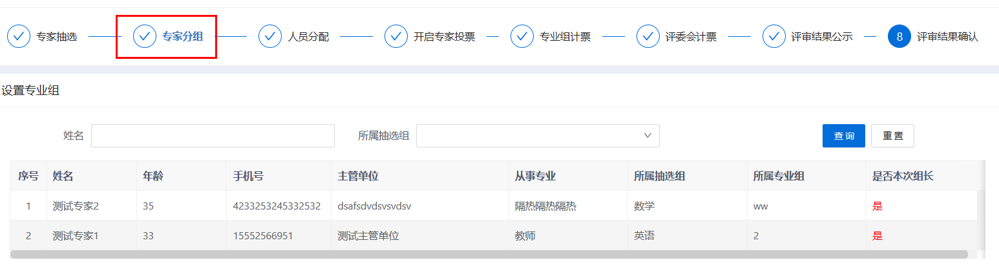 专家抽选 专家分组 人员分配 开启专家投票 专业组计票 评委会计票 评审结果公示 8 评审结果确认
设置专业组
姓名 所属抽选组 查询 重置
序号 姓名 年龄 手机号 主管单位 从事专业 所属抽选组 所属专业组 是否本次组长
1 测试专家2 35 4233253245332532 dsafsdvdsvsvdsv 隔热隔热隔热 数学 ww 是
2 测试专家1 33 15552566951 测试主管单位 教师 英语 2 是